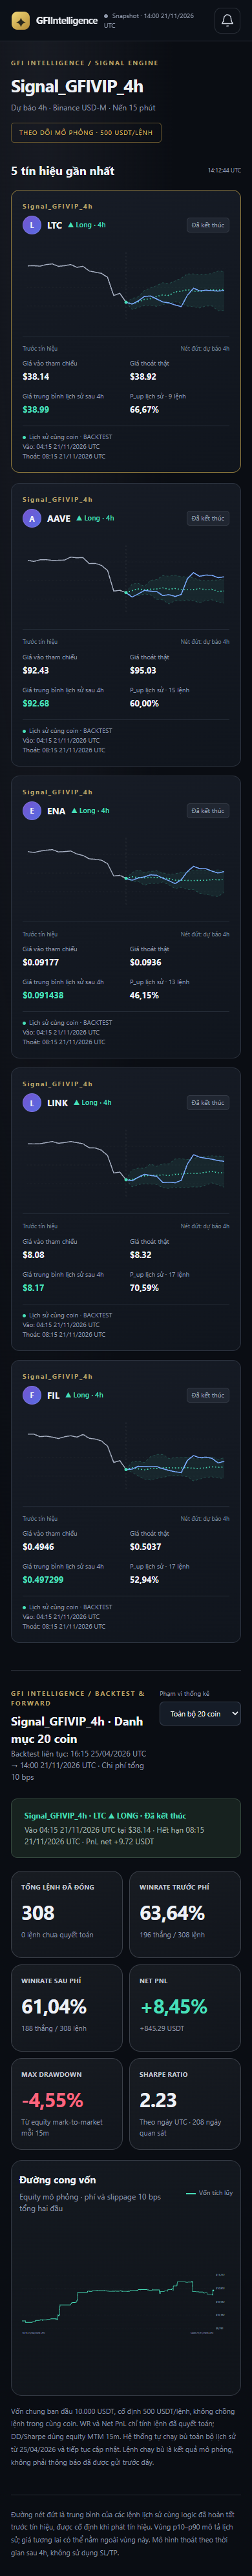 GFIIntelligence
Snapshot · 14:00 21/11/2026
UTC
GFI INTELLIGENCE / SIGNAL ENGINE
Signal_GFIVIP_4h
Dự báo 4h · Binance USD-M · Nến 15 phút
THEO DÕI MÔ PHỎNG · 500 USDT/LỆNH
5 tín hiệu gần nhất
14:12:44 UTC
Signal_GFIVIP_4h
L LTC ▲ Long · 4h Đã kết thúc
Trước tín hiệu Nét đứt: dự báo 4h
Giá vào tham chiếu Giá thoát thật
$38.14 $38.92
Giá trung bình lịch sử sau 4h P_up lịch sử · 9 lệnh
$38.99 66,67%
Lịch sử cùng coin · BACKTEST
Vào: 04:15 21/11/2026 UTC
Thoát: 08:15 21/11/2026 UTC
Signal_GFIVIP_4h
A AAVE ▲ Long · 4h Đã kết thúc
Trước tín hiệu Nét đứt: dự báo 4h
Giá vào tham chiếu Giá thoát thật
$92.43 $95.03
Giá trung bình lịch sử sau 4h P_up lịch sử · 15 lệnh
$92.68 60,00%
Lịch sử cùng coin · BACKTEST
Vào: 04:15 21/11/2026 UTC
Thoát: 08:15 21/11/2026 UTC
Signal_GFIVIP_4h
E ENA ▲ Long · 4h Đã kết thúc
Trước tín hiệu Nét đứt: dự báo 4h
Giá vào tham chiếu Giá thoát thật
$0.09177 $0.0936
Giá trung bình lịch sử sau 4h P_up lịch sử · 13 lệnh
$0.091438 46,15%
Lịch sử cùng coin · BACKTEST
Vào: 04:15 21/11/2026 UTC
Thoát: 08:15 21/11/2026 UTC
Signal_GFIVIP_4h
L LINK ▲ Long · 4h Đã kết thúc
Trước tín hiệu Nét đứt: dự báo 4h
Giá vào tham chiếu Giá thoát thật
$8.08 $8.32
Giá trung bình lịch sử sau 4h P_up lịch sử · 17 lệnh
$8.17 70,59%
Lịch sử cùng coin · BACKTEST
Vào: 04:15 21/11/2026 UTC
Thoát: 08:15 21/11/2026 UTC
Signal_GFIVIP_4h
F FIL ▲ Long · 4h Đã kết thúc
Trước tín hiệu Nét đứt: dự báo 4h
Giá vào tham chiếu Giá thoát thật
$0.4946 $0.5037
Giá trung bình lịch sử sau 4h P_up lịch sử · 17 lệnh
$0.497299 52,94%
Lịch sử cùng coin · BACKTEST
Vào: 04:15 21/11/2026 UTC
Thoát: 08:15 21/11/2026 UTC
GFI INTELLIGENCE / BACKTEST &
FORWARD
Signal_GFIVIP_4h · Danh
mục 20 coin
Backtest liên tục: 16:15 25/04/2026 UTC
→ 14:00 21/11/2026 UTC · Chi phí tổng
10 bps
Phạm vi thống kê
Toàn bộ 20 coin
Signal_GFIVIP_4h · LTC ▲ LONG · Đã kết thúc
Vào 04:15 21/11/2026 UTC tại $38.14 · Hết hạn 08:15
21/11/2026 UTC · PnL net +9.72 USDT
TỔNG LỆNH ĐÃ ĐÓNG
308
0 lệnh chưa quyết toán
WINRATE TRƯỚC PHÍ
63,64%
196 thắng / 308 lệnh
WINRATE SAU PHÍ
61,04%
188 thắng / 308 lệnh
NET PNL
+8,45%
+845.29 USDT
MAX DRAWDOWN
-4,55%
Từ equity mark-to-market
mỗi 15m
SHARPE RATIO
2.23
Theo ngày UTC · 208 ngày
quan sát
Đường cong vốn
Equity mô phỏng · phí và slippage 10 bps
tổng hai đầu
Vốn tích lũy
Vốn chung ban đầu 10.000 USDT, cố định 500 USDT/lệnh, không chồng
lệnh trong cùng coin. WR và Net PnL chỉ tính lệnh đã quyết toán;
DD/Sharpe dùng equity MTM 15m. Hệ thống tự chạy bù toàn bộ lịch sử
từ 25/04/2026 và tiếp tục cập nhật. Lệnh chạy bù là kết quả mô phỏng,
không phải thông báo đã được gửi trước đây.
Đường nét đứt là trung bình của các lệnh lịch sử cùng logic đã hoàn tất
trước tín hiệu, được cố định khi phát tín hiệu. Vùng p10–p90 mô tả lịch
sử; giá tương lai có thể nằm ngoài vùng này. Mô hình thoát theo thời
gian sau 4h, không sử dụng SL/TP.